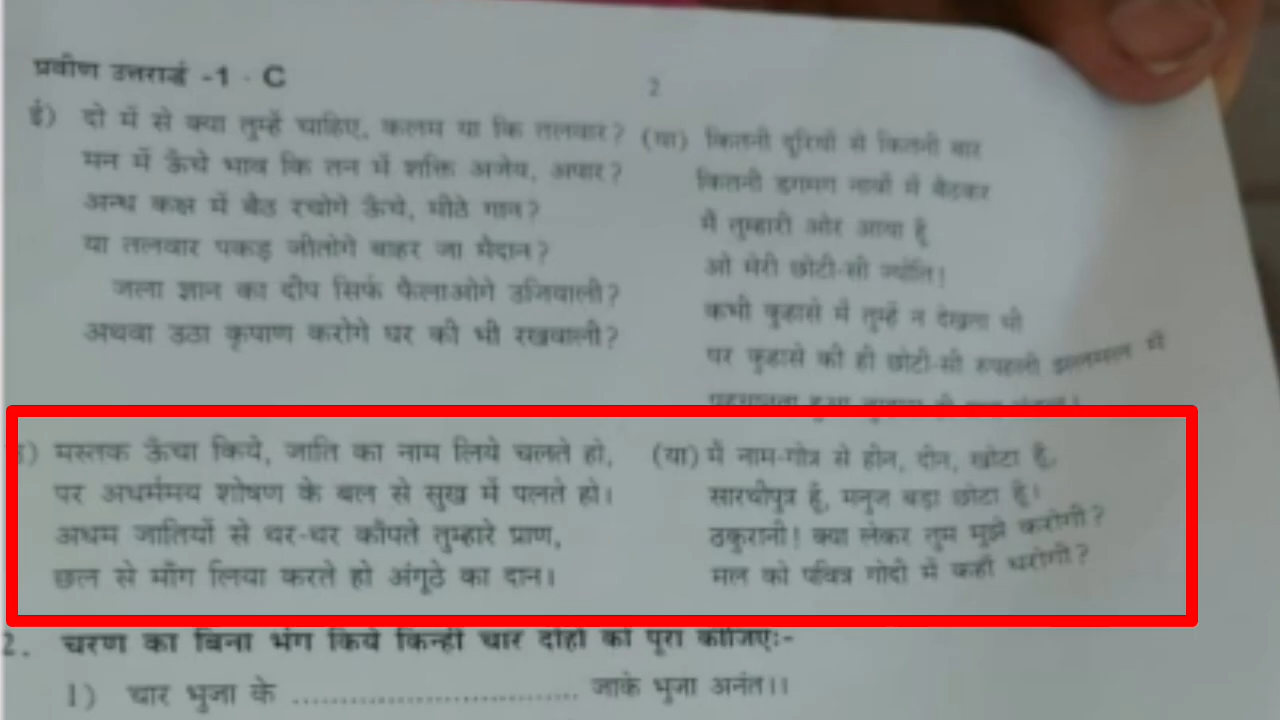 प्रवीण उत्तरार्द्ध -1 - C
2
ई) दो में से क्या तुम्हें चाहिए, कलम या कि तलवार?
मन में ऊँचे भाव कि तन में शक्ति अजेय, अपार?
अन्ध कक्ष में बैठ रचोगे ऊँचे, मीठे गान?
या तलवार पकड़ जीतोगे बाहर जा मैदान?
जला ज्ञान का दीप सिर्फ फैलाओगे उजियाली?
अथवा उठा कृपाण करोगे घर की भी रखवाली?
(या) कितनी दूरियों से कितनी बार
कितनी डगमग नावों में बैठकर
मैं तुम्हारी ओर आया हूँ
ओ मेरी छोटी-सी ज्योति!
कभी कुहासे में तुम्हें न देखता भी
पर कुहासे की ही छोटी-सी रुपहली झलमल में
पहचानता हुआ तुम्हारा ही
) मस्तक ऊँचा किये, जाति का नाम लिये चलते हो,
पर अधर्ममय शोषण के बल से सुख में पलते हो।
अधम जातियों से थर-थर काँपते तुम्हारे प्राण,
छल से माँग लिया करते हो अंगूठे का दान।
(या) मैं नाम-गोत्र से हीन, दीन, खोटा हूँ,
सारथीपुत्र हूँ, मनुज बड़ा छोटा हूँ।
ठकुरानी! क्या लेकर तुम मुझे करोगी?
मल को पवित्र गोदी में कहाँ धरोगी?
2. चरण का बिना भंग किये किन्हीं चार दोहों को पूरा कीजिए:-
1) चार भुजा के ............................... जाके भुजा अनंत।।